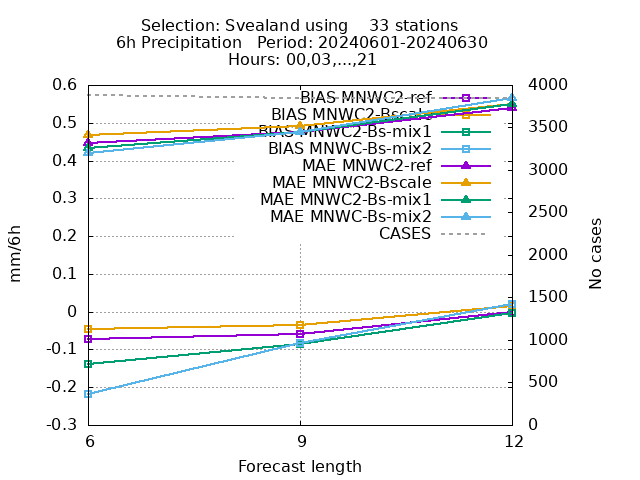 Selection: Svealand using    33 stations
6h Precipitation   Period: 20240601-20240630
Hours: 00,03,...,21
BIAS MNWC2-ref
BIAS MNWC2-Bscale
BIAS MNWC2-Bs-mix1
BIAS MNWC-Bs-mix2
MAE MNWC2-ref
MAE MNWC2-Bscale
MAE MNWC2-Bs-mix1
MAE MNWC-Bs-mix2
CASES
mm/6h
0.6
0.5
0.4
0.3
0.2
0.1
0
-0.1
-0.2
-0.3
4000
3500
3000
2500
2000
1500
1000
500
0
No cases
6 9 12
Forecast length